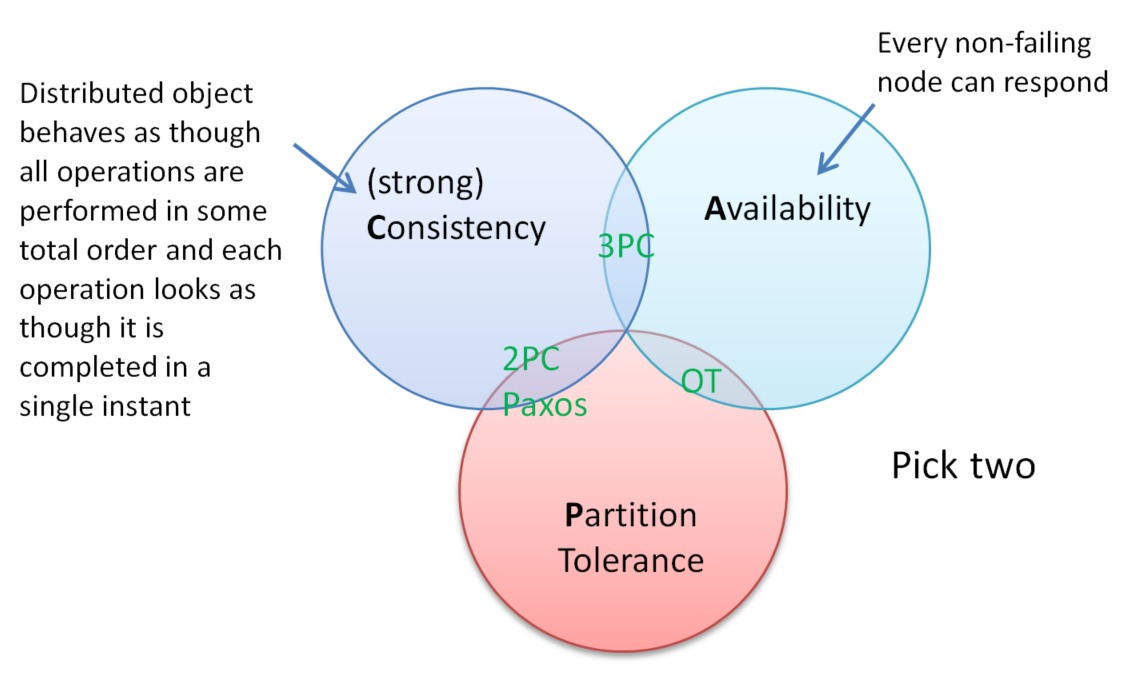 Distributed object
behaves as though
all operations are
performed in some
total order and each
operation looks as
though it is
completed in a
single instant
(strong)
Consistency
3PC
Every non-failing
node can respond
Availability
2PC
Paxos
OT
Partition
Tolerance
Pick two